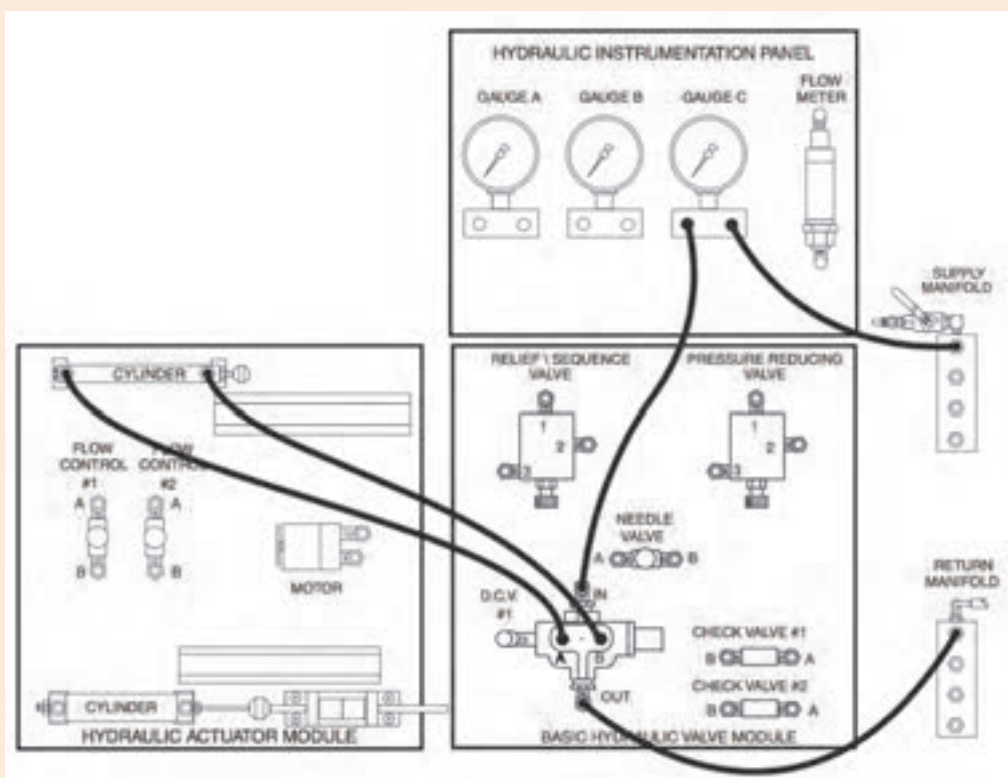 HYDRAULIC INSTRUMENTATION PANEL
GAUGE A
GAUGE B
GAUGE C
FLOW
METER
SUPPLY
MANIFOLD
CYLINDER
FLOW
CONTROL
#1
FLOW
CONTROL
#2
A
A
B
B
MOTOR
CYLINDER
HYDRAULIC ACTUATOR MODULE
RELIEF \ SEQUENCE
VALVE
PRESSURE REDUCING
VALVE
1
2
3
1
2
3
NEEDLE
VALVE
A
B
D.C.V.
#1
IN
A
B
OUT
CHECK VALVE #1
B
A
CHECK VALVE #2
B
A
BASIC HYDRAULIC VALVE MODULE
RETURN
MANIFOLD